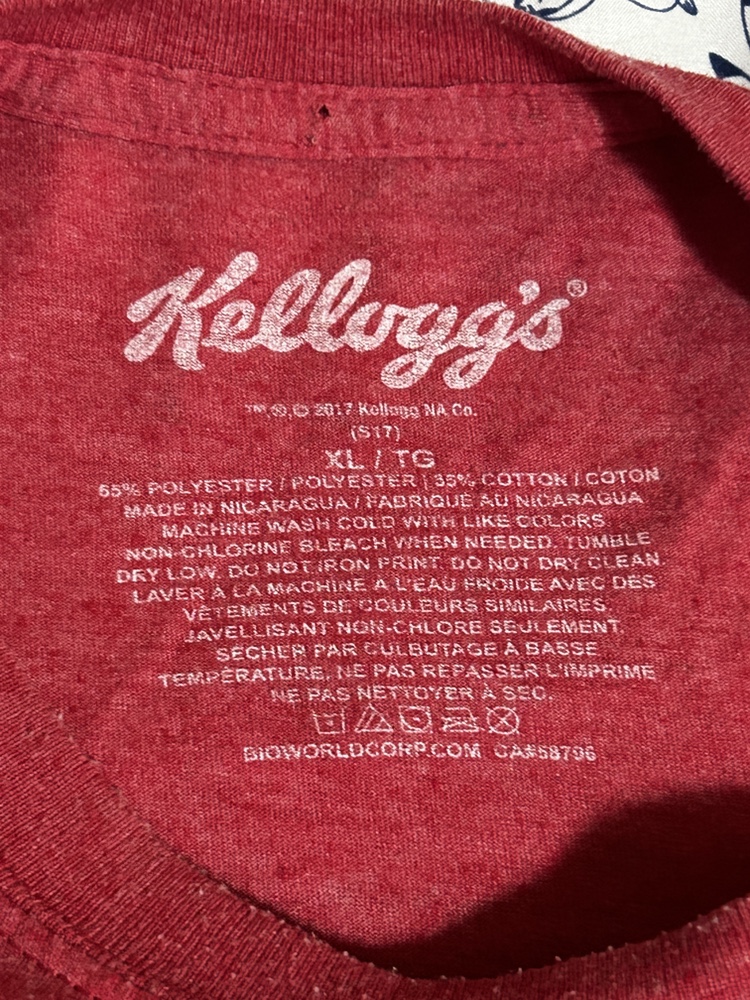 Kellogg's®
™,®,© 2017 Kellogg NA Co.
(S17)
XL / TG
65% POLYESTER / POLYESTER | 35% COTTON / COTON
MADE IN NICARAGUA / FABRIQUÉ AU NICARAGUA
MACHINE WASH COLD WITH LIKE COLORS
NON-CHLORINE BLEACH WHEN NEEDED. TUMBLE
DRY LOW. DO NOT IRON PRINT. DO NOT DRY CLEAN.
LAVER À LA MACHINE À L'EAU FROIDE AVEC DES
VÊTEMENTS DE COULEURS SIMILAIRES.
JAVELLISANT NON-CHLORE SEULEMENT.
SÉCHER PAR CULBUTAGE À BASSE
TEMPÉRATURE. NE PAS REPASSER L'IMPRIMÉ
NE PAS NETTOYER À SEC.
BIOWORLDCORP.COM CA#58706